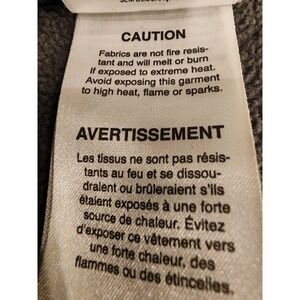 CAUTION
Fabrics are not fire resis-
tant and will melt or burn
if exposed to extreme heat.
Avoid exposing this garment
to high heat, flame or sparks.
AVERTISSEMENT
Les tissus ne sont pas résis-
tants au feu et se dissou-
draient ou brûleraient s'ils
étaient exposés à une forte
source de chaleur. Évitez
d'exposer ce vêtement vers
une forte chaleur, des
flammes ou des étincelles.